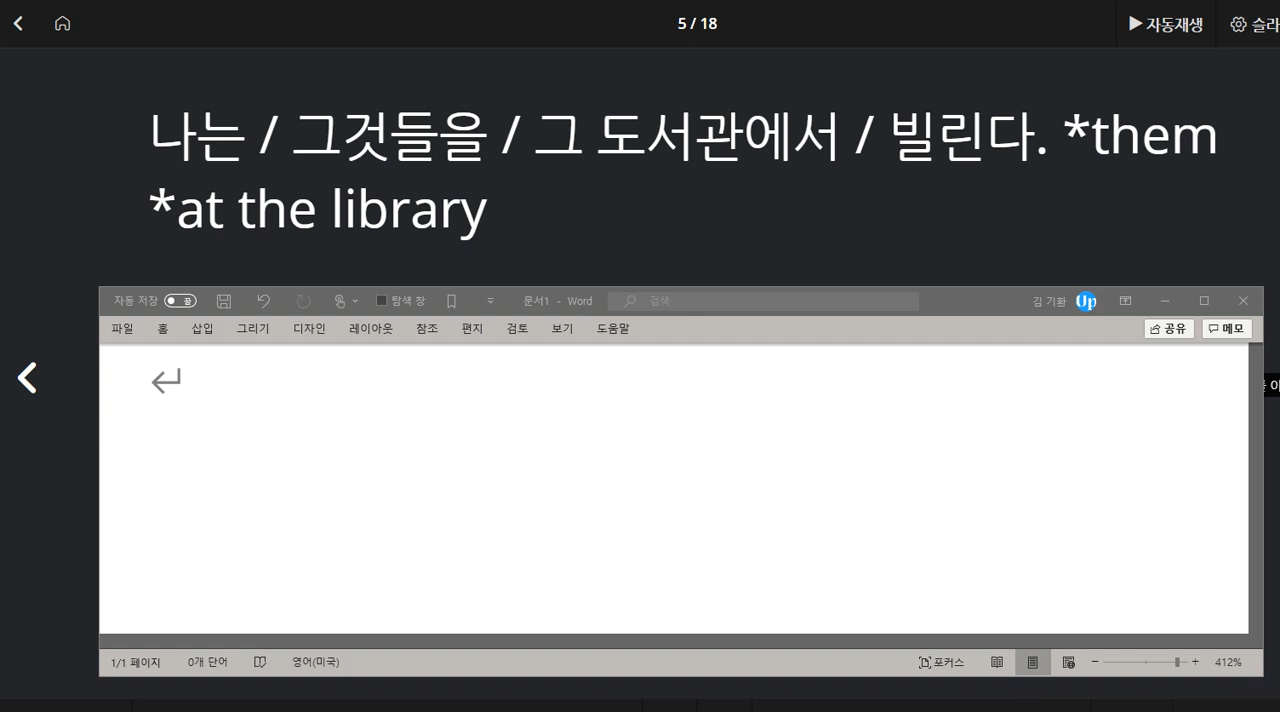 5 / 18
자동재생
슬라
나는 / 그것들을 / 그 도서관에서 / 빌린다. *them
*at the library
자동 저장 끔 탐색 창 문서1 - Word 검색 김 기환 Up
파일 홈 삽입 그리기 디자인 레이아웃 참조 편지 검토 보기 도움말 공유 메모
1/1 페이지 0개 단어 영어(미국) 포커스 412%